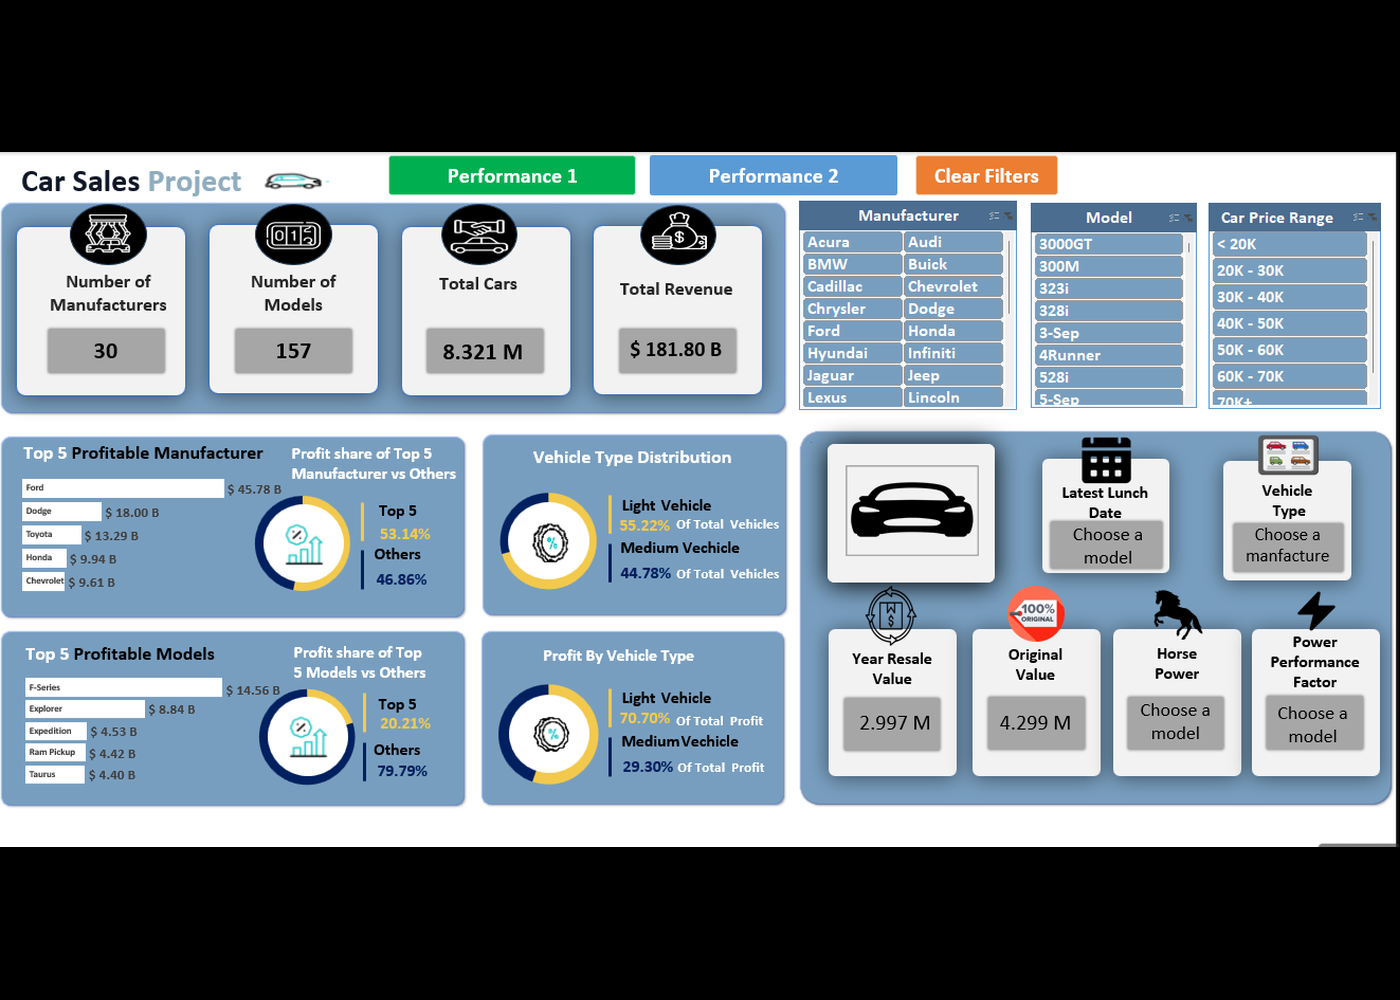 Car Sales Project
Performance 1
Performance 2
Clear Filters
Number of
Manufacturers
30
Number of
Models
157
Total Cars
8.321 M
Total Revenue
$ 181.80 B
Manufacturer
Acura Audi
BMW Buick
Cadillac Chevrolet
Chrysler Dodge
Ford Honda
Hyundai Infiniti
Jaguar Jeep
Lexus Lincoln
Model
3000GT
300M
323i
328i
3-Sep
4Runner
528i
5-Sep
Car Price Range
< 20K
20K - 30K
30K - 40K
40K - 50K
50K - 60K
60K - 70K
70K+
Top 5 Profitable Manufacturer
Ford $ 45.78 B
Dodge $ 18.00 B
Toyota $ 13.29 B
Honda $ 9.94 B
Chevrolet $ 9.61 B
Profit share of Top 5
Manufacturer vs Others
Top 5
53.14%
Others
46.86%
Vehicle Type Distribution
%
Light Vehicle
55.22% Of Total Vehicles
Medium Vechicle
44.78% Of Total Vehicles
Top 5 Profitable Models
F-Series $ 14.56 B
Explorer $ 8.84 B
Expedition $ 4.53 B
Ram Pickup $ 4.42 B
Taurus $ 4.40 B
Profit share of Top
5 Models vs Others
Top 5
20.21%
Others
79.79%
Profit By Vehicle Type
%
Light Vehicle
70.70% Of Total Profit
MediumVechicle
29.30% Of Total Profit
Latest Lunch
Date
Choose a
model
Vehicle
Type
Choose a
manfacture
Year Resale
Value
2.997 M
100%
ORIGINAL
Original
Value
4.299 M
Horse
Power
Choose a
model
Power
Performance
Factor
Choose a
model